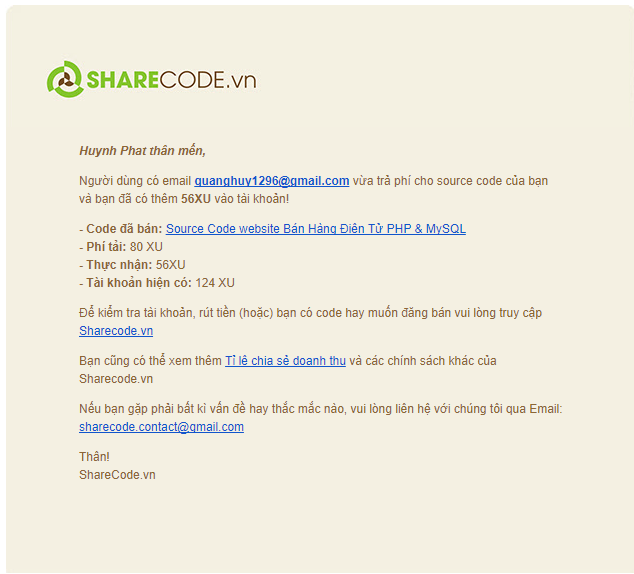 SHARECODE.vn
Huynh Phat thân mến,
Người dùng có email quanghuy1296@gmail.com vừa trả phí cho source code của bạn
và bạn đã có thêm 56XU vào tài khoản!
- Code đã bán: Source Code website Bán Hàng Điện Tử PHP & MySQL
- Phí tải: 80 XU
- Thực nhận: 56XU
- Tài khoản hiện có: 124 XU
Để kiểm tra tài khoản, rút tiền (hoặc) bạn có code hay muốn đăng bán vui lòng truy cập
Sharecode.vn
Bạn cũng có thể xem thêm Tỉ lệ chia sẻ doanh thu và các chính sách khác của
Sharecode.vn
Nếu bạn gặp phải bất kì vấn đề hay thắc mắc nào, vui lòng liên hệ với chúng tôi qua Email:
sharecode.contact@gmail.com
Thân!
ShareCode.vn